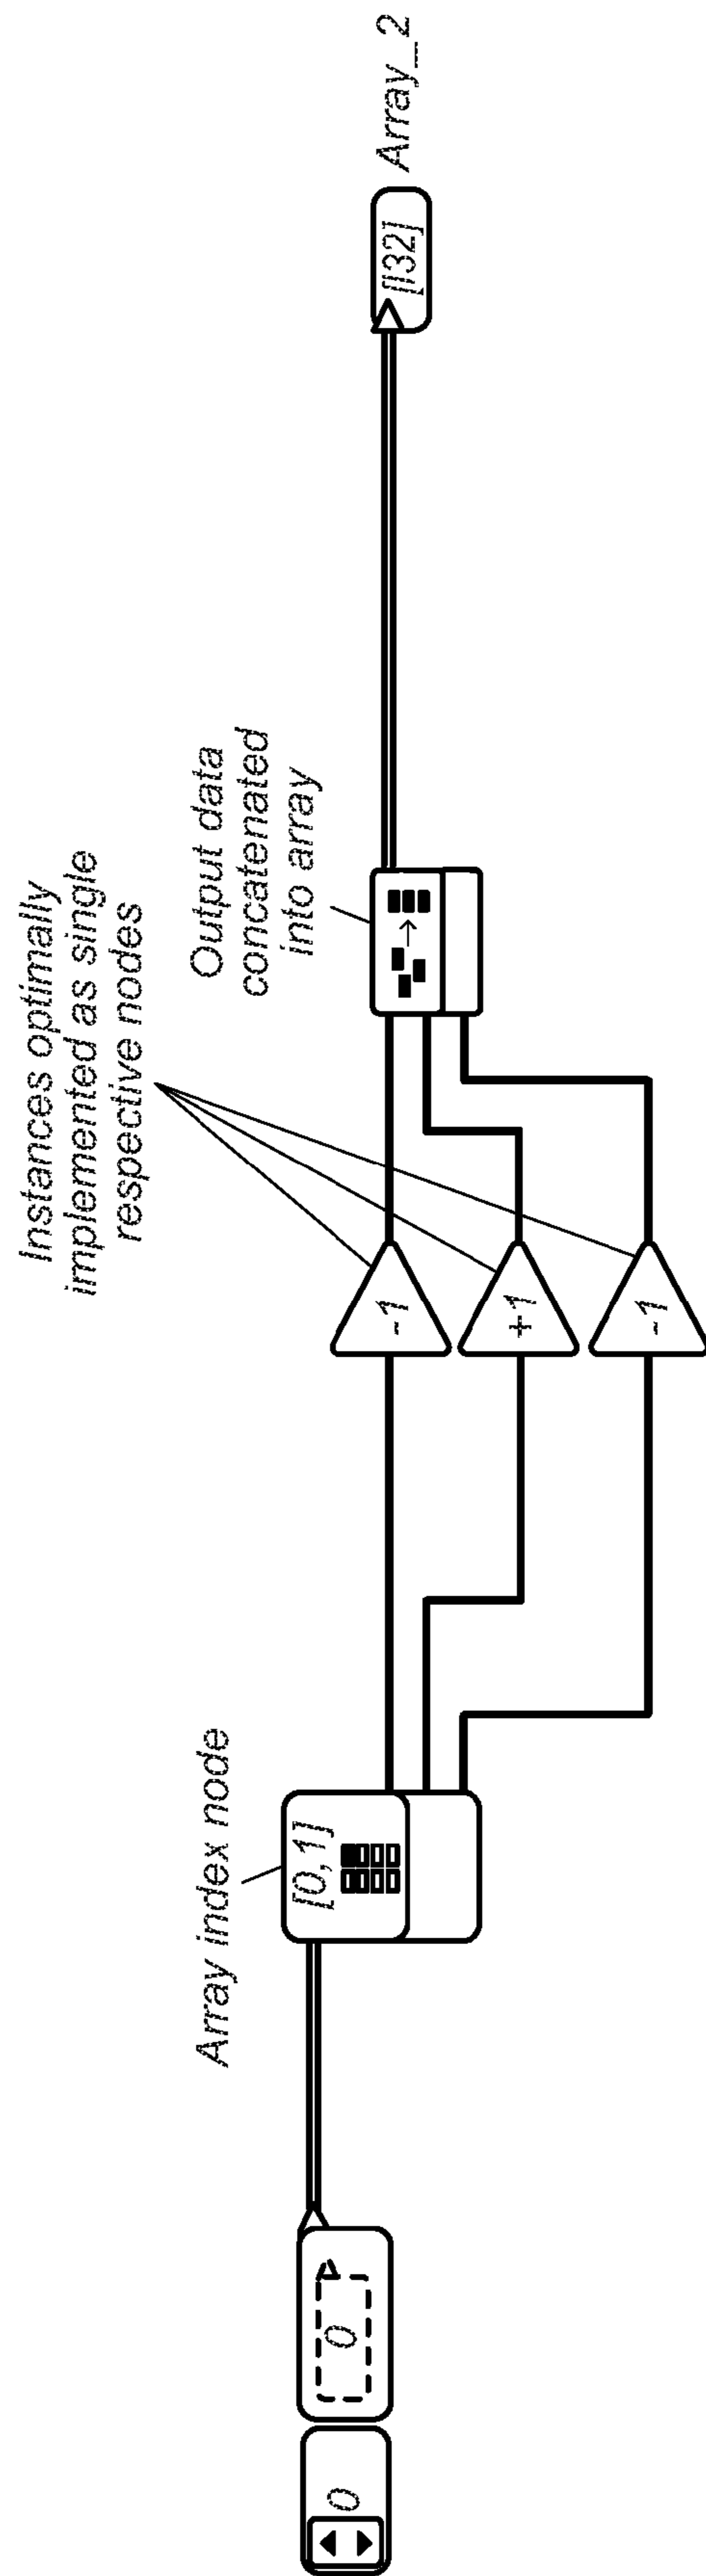 0
0
Array index node
[0,1]
Instances optimally
implemented as single
respective nodes
-1
+1
-1
Output data
concatenated
into array
[I32]
Array_2